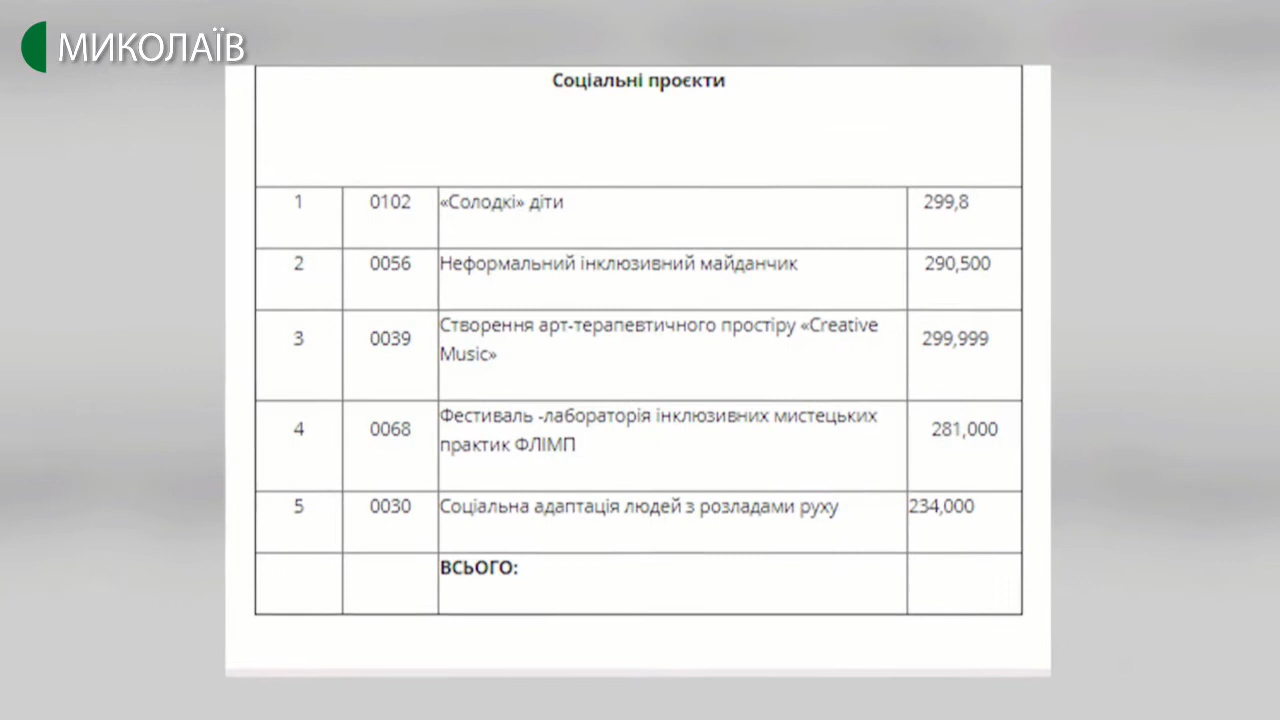 МИКОЛАЇВ
Соціальні проєкти
1 0102 «Солодкі» діти 299,8
2 0056 Неформальний інклюзивний майданчик 290,500
3 0039 Створення арт-терапевтичного простіру «Creative
Music» 299,999
4 0068 Фестиваль -лабораторія інклюзивних мистецьких
практик ФЛІМП 281,000
5 0030 Соціальна адаптація людей з розладами руху 234,000
ВСЬОГО: